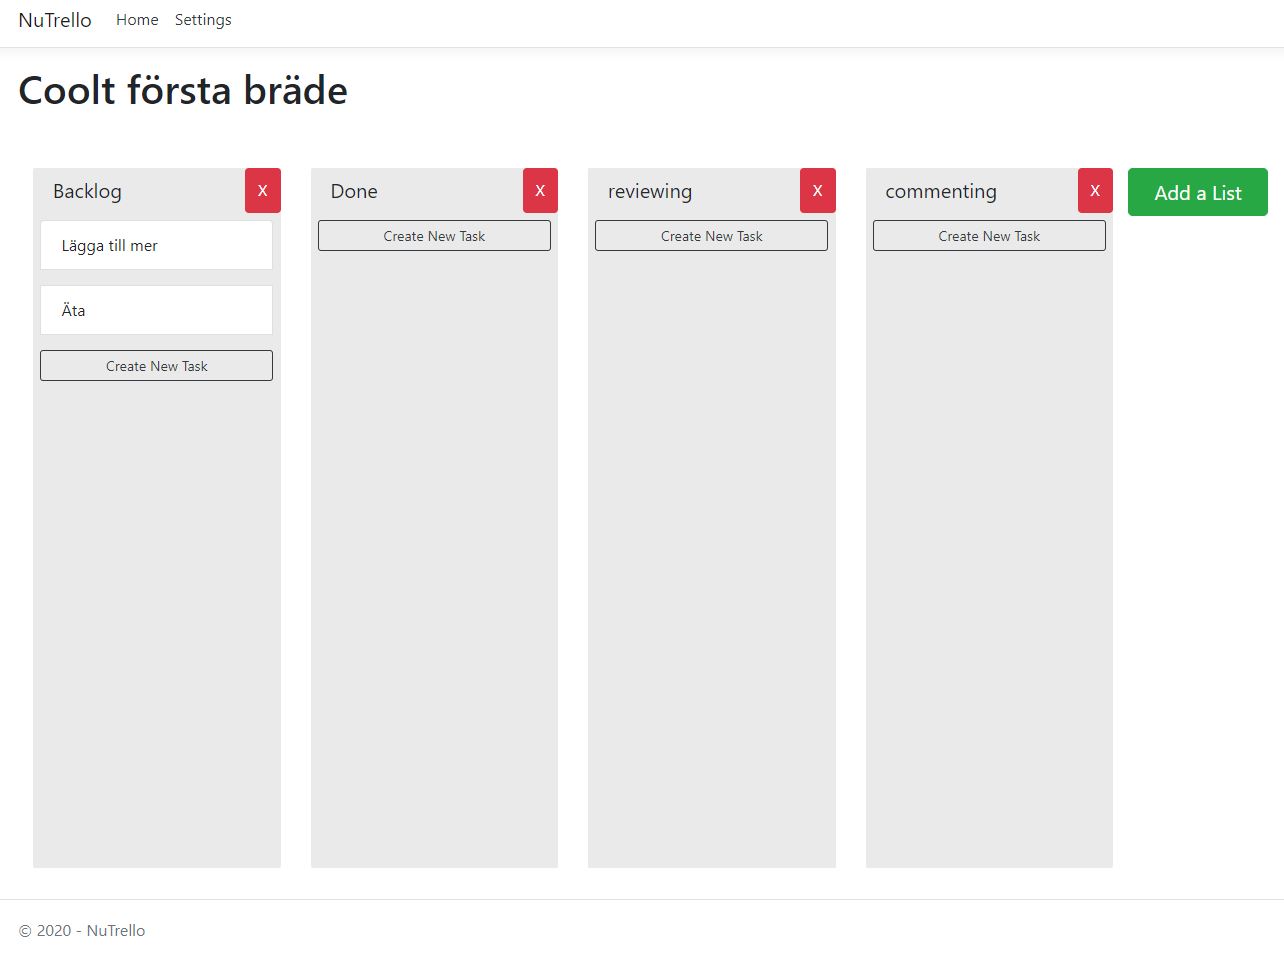 NuTrello Home Settings
Coolt första bräde
Backlog X
Lägga till mer
Äta
Create New Task
Done X
Create New Task
reviewing X
Create New Task
commenting X
Create New Task
Add a List
© 2020 - NuTrello